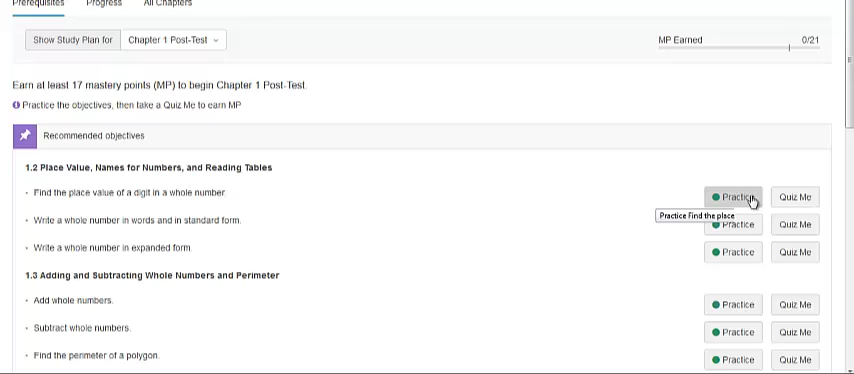 Prerequisites Progress All Chapters
Show Study Plan for Chapter 1 Post-Test
MP Earned 0/21
Earn at least 17 mastery points (MP) to begin Chapter 1 Post-Test.
Practice the objectives, then take a Quiz Me to earn MP
Recommended objectives
1.2 Place Value, Names for Numbers, and Reading Tables
Find the place value of a digit in a whole number. Practice Quiz Me
Practice Find the place
Write a whole number in words and in standard form. Practice Quiz Me
Write a whole number in expanded form. Practice Quiz Me
1.3 Adding and Subtracting Whole Numbers and Perimeter
Add whole numbers. Practice Quiz Me
Subtract whole numbers. Practice Quiz Me
Find the perimeter of a polygon. Practice Quiz Me